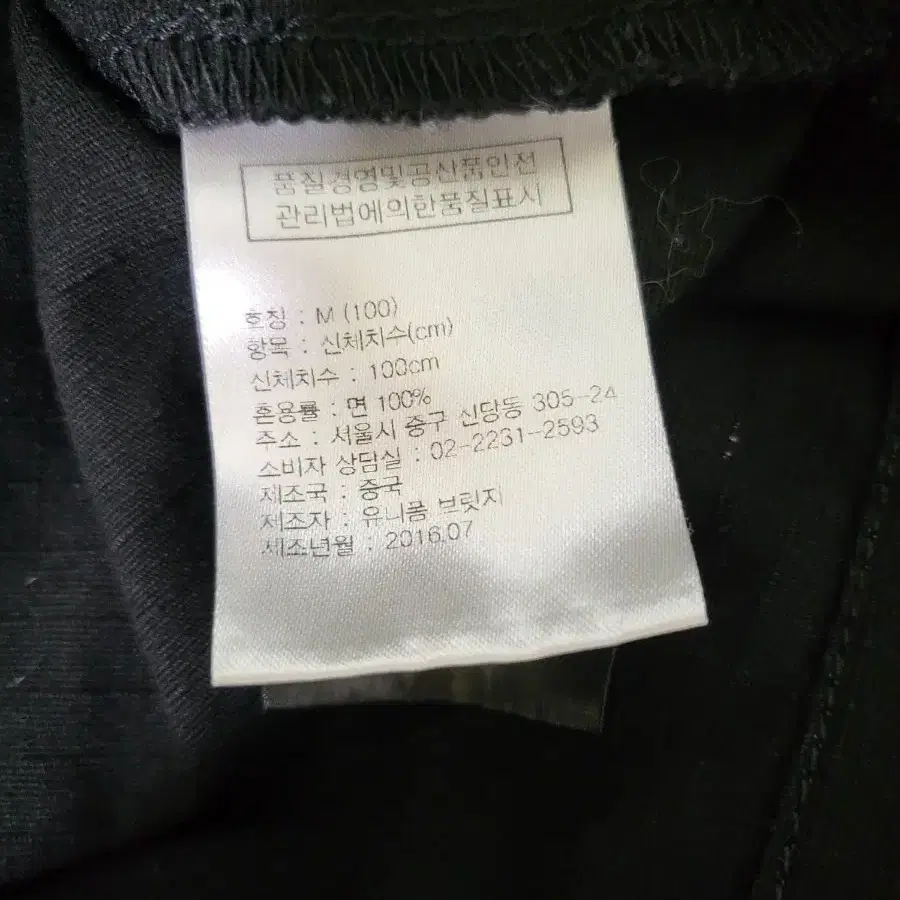 품질경영및공산품안전
관리법에의한품질표시
호칭 : M (100)
항목 : 신체치수(cm)
신체치수 : 100cm
혼용률 : 면 100%
주소 : 서울시 중구 신당동 305-24
소비자 상담실 : 02-2231-2593
제조국 : 중국
제조자 : 유니폼 브릿지
제조년월 : 2016.07